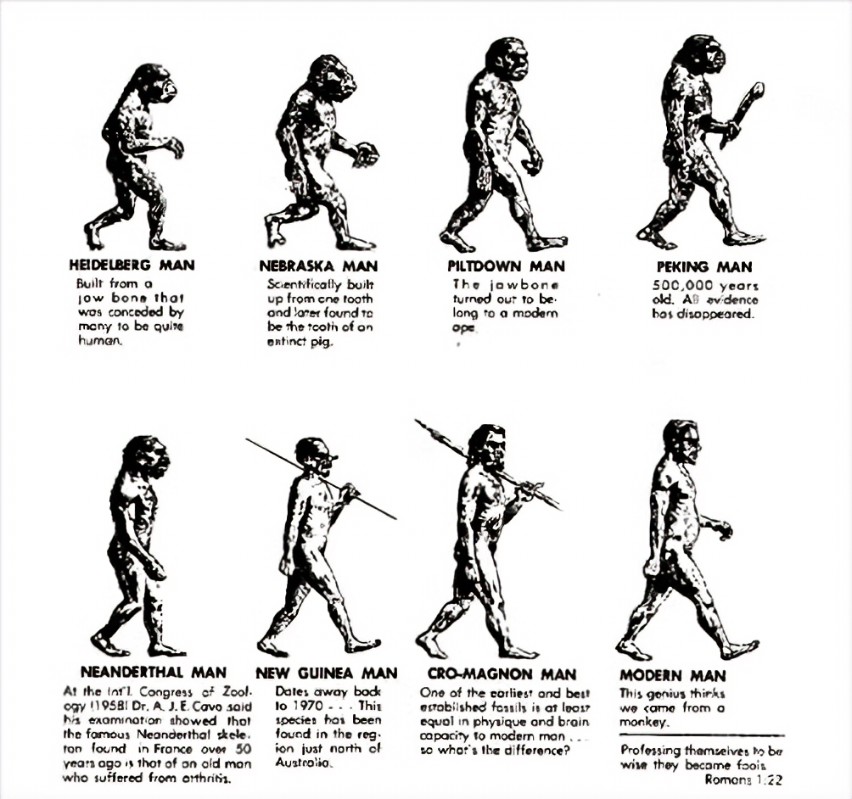 HEIDELBERG MAN
Built from a
jaw bone that
was conceded by
many to be quite
human.
NEBRASKA MAN
Scientifically built
up from one tooth
and later found to
be the tooth of an
extinct pig.
PILTDOWN MAN
The jawbone
turned out to be-
long to a modern
ape.
PEKING MAN
500,000 years
old. All evidence
has disappeared.
NEANDERTHAL MAN
At the Int'l. Congress of Zool-
ogy (1958) Dr. A. J. E. Cave said
his examination showed that
the famous Neanderthal skele-
ton found in France over 50
years ago is that of an old man
who suffered from arthritis.
NEW GUINEA MAN
Dates away back
to 1970 - - - This
species has been
found in the reg-
ion just north of
Australia.
CRO-MAGNON MAN
One of the earliest and best
established fossils is at least
equal in physique and brain
capacity to modern man . . .
so what's the difference?
MODERN MAN
This genius thinks
we came from a
monkey.
Professing themselves to be
wise they became fools
Romans 1:22